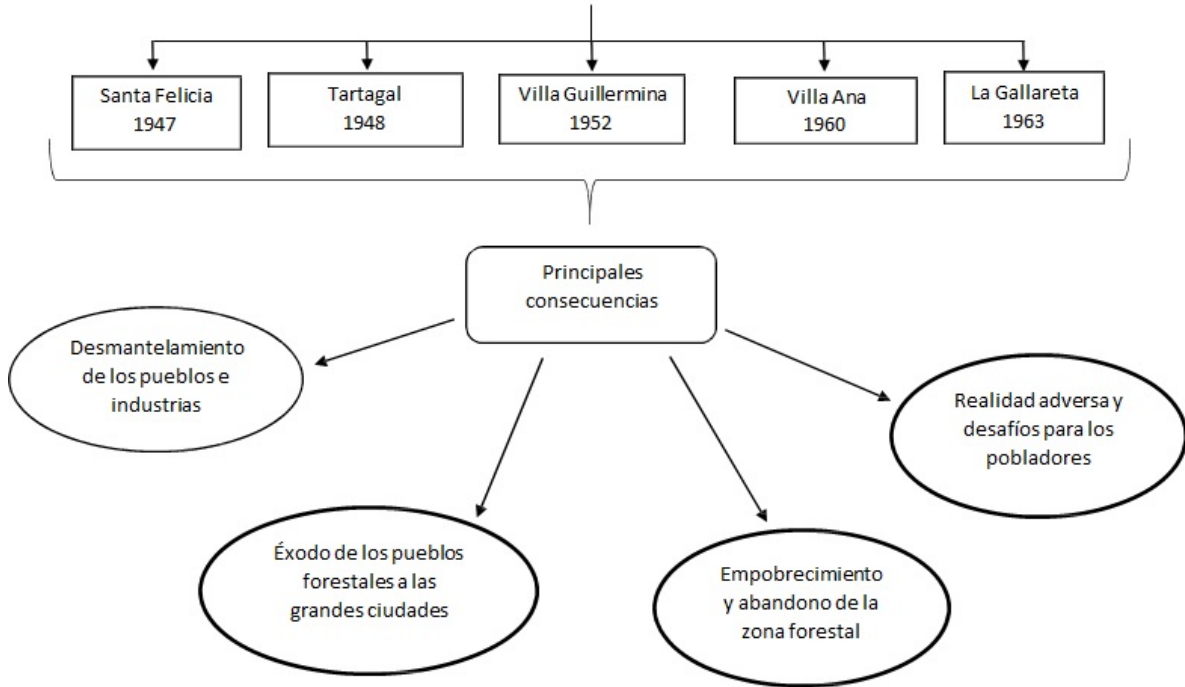 Santa Felicia
1947
Tartagal
1948
Villa Guillermina
1952
Villa Ana
1960
La Gallareta
1963
Principales
consecuencias
Desmantelamiento
de los pueblos e
industrias
Éxodo de los pueblos
forestales a las
grandes ciudades
Empobrecimiento
y abandono de la
zona forestal
Realidad adversa y
desafíos para los
pobladores